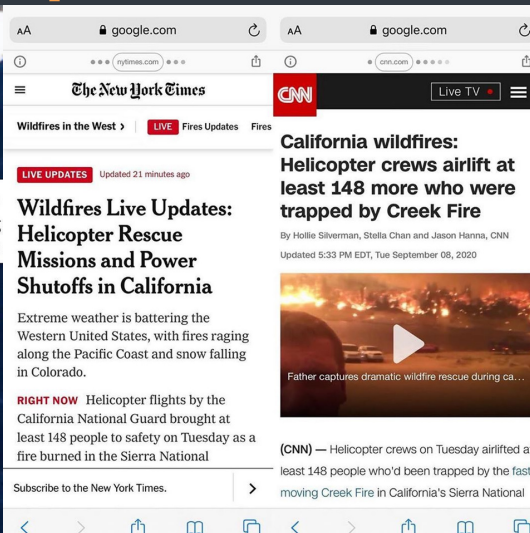 AA google.com
nytimes.com
The New York Times
Wildfires in the West > LIVE Fires Updates Fires
LIVE UPDATES Updated 21 minutes ago
Wildfires Live Updates:
Helicopter Rescue
Missions and Power
Shutoffs in California
Extreme weather is battering the
Western United States, with fires raging
along the Pacific Coast and snow falling
in Colorado.
RIGHT NOW Helicopter flights by the
California National Guard brought at
least 148 people to safety on Tuesday as a
fire burned in the Sierra National
Subscribe to the New York Times.
AA google.com
cnn.com
CNN Live TV
California wildfires:
Helicopter crews airlift at
least 148 more who were
trapped by Creek Fire
By Hollie Silverman, Stella Chan and Jason Hanna, CNN
Updated 5:33 PM EDT, Tue September 08, 2020
Father captures dramatic wildfire rescue during ca...
(CNN) — Helicopter crews on Tuesday airlifted a
least 148 people who'd been trapped by the fast
moving Creek Fire in California's Sierra National